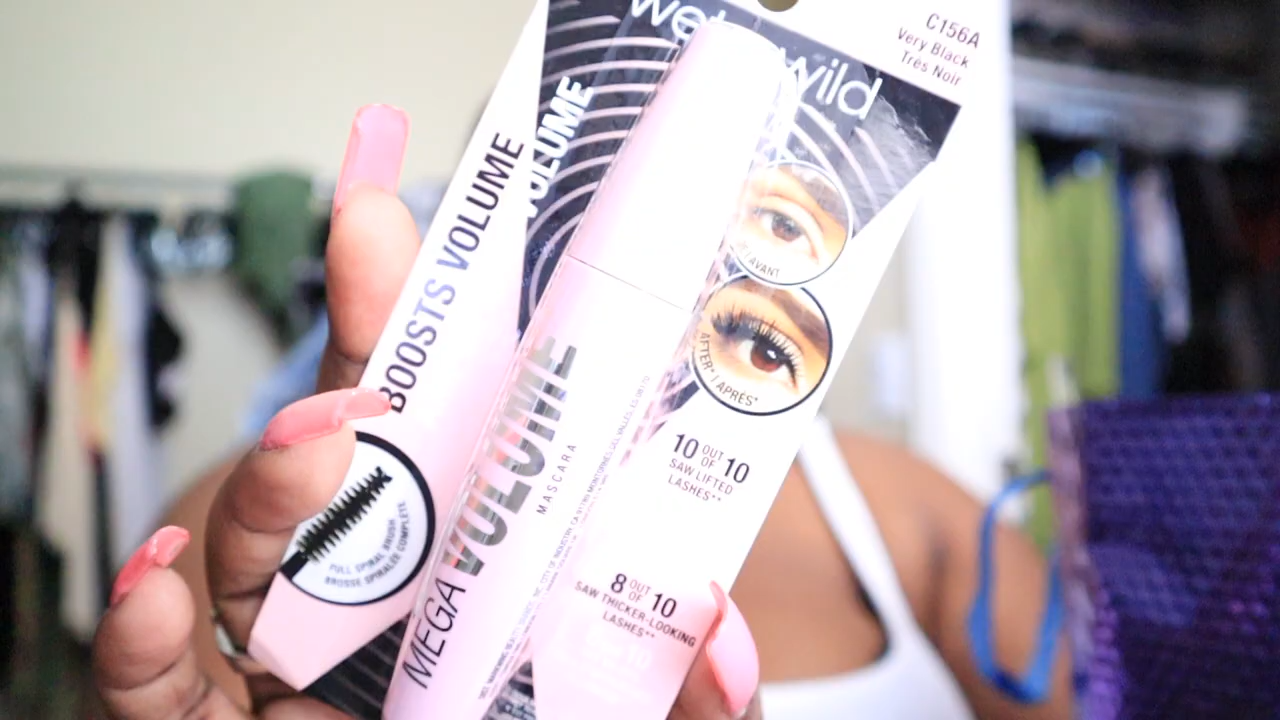 wet n wild
C156A
Very Black
Très Noir
VOLUME
BOOSTS VOLUME
AVANT
AFTER* / APRÈS*
10 OUT OF 10
SAW LIFTED
LASHES**
8 OUT OF 10
SAW THICKER-LOOKING
LASHES**
FULL SPIRAL BRUSH
BROSSE SPIRALÉE COMPLÈTE
MEGA VOLUME
MASCARA